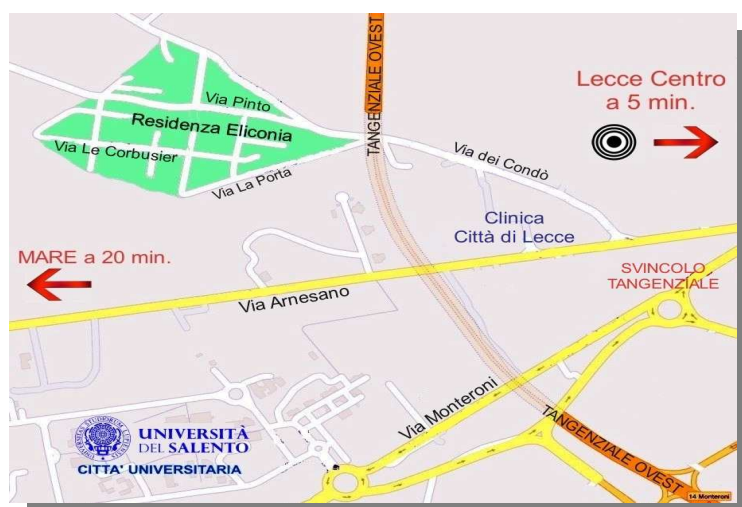 TANGENZIALE OVEST
Lecce Centro
a 5 min.
Via Pinto
Residenza Eliconia
Via Le Corbusier
Via La Porta
Via dei Condò
Clinica
Città di Lecce
MARE a 20 min.
SVINCOLO
TANGENZIALE
Via Arnesano
Via Monteroni
UNIVERSITÀ
DEL SALENTO
CITTA' UNIVERSITARIA
TANGENZIALE OVEST
14 Monteroni